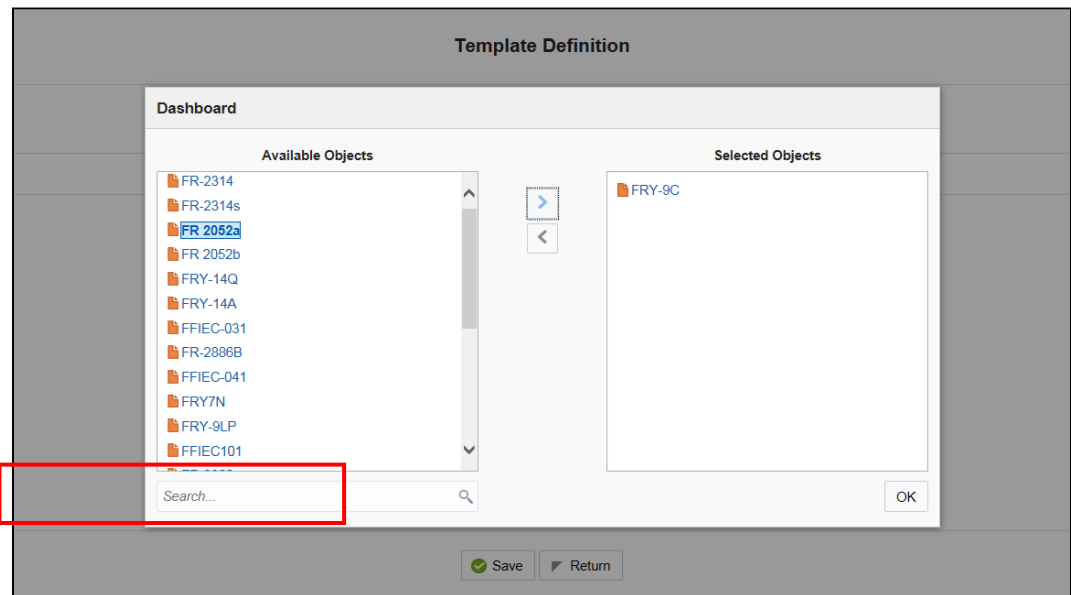 Template Definition
Dashboard
Available Objects
Selected Objects
FR-2314
FR-2314s
FR 2052a
FR 2052b
FRY-14Q
FRY-14A
FFIEC-031
FR-2886B
FFIEC-041
FRY7N
FRY-9LP
FFIEC101
FRY-9C
Search...
OK
Save
Return